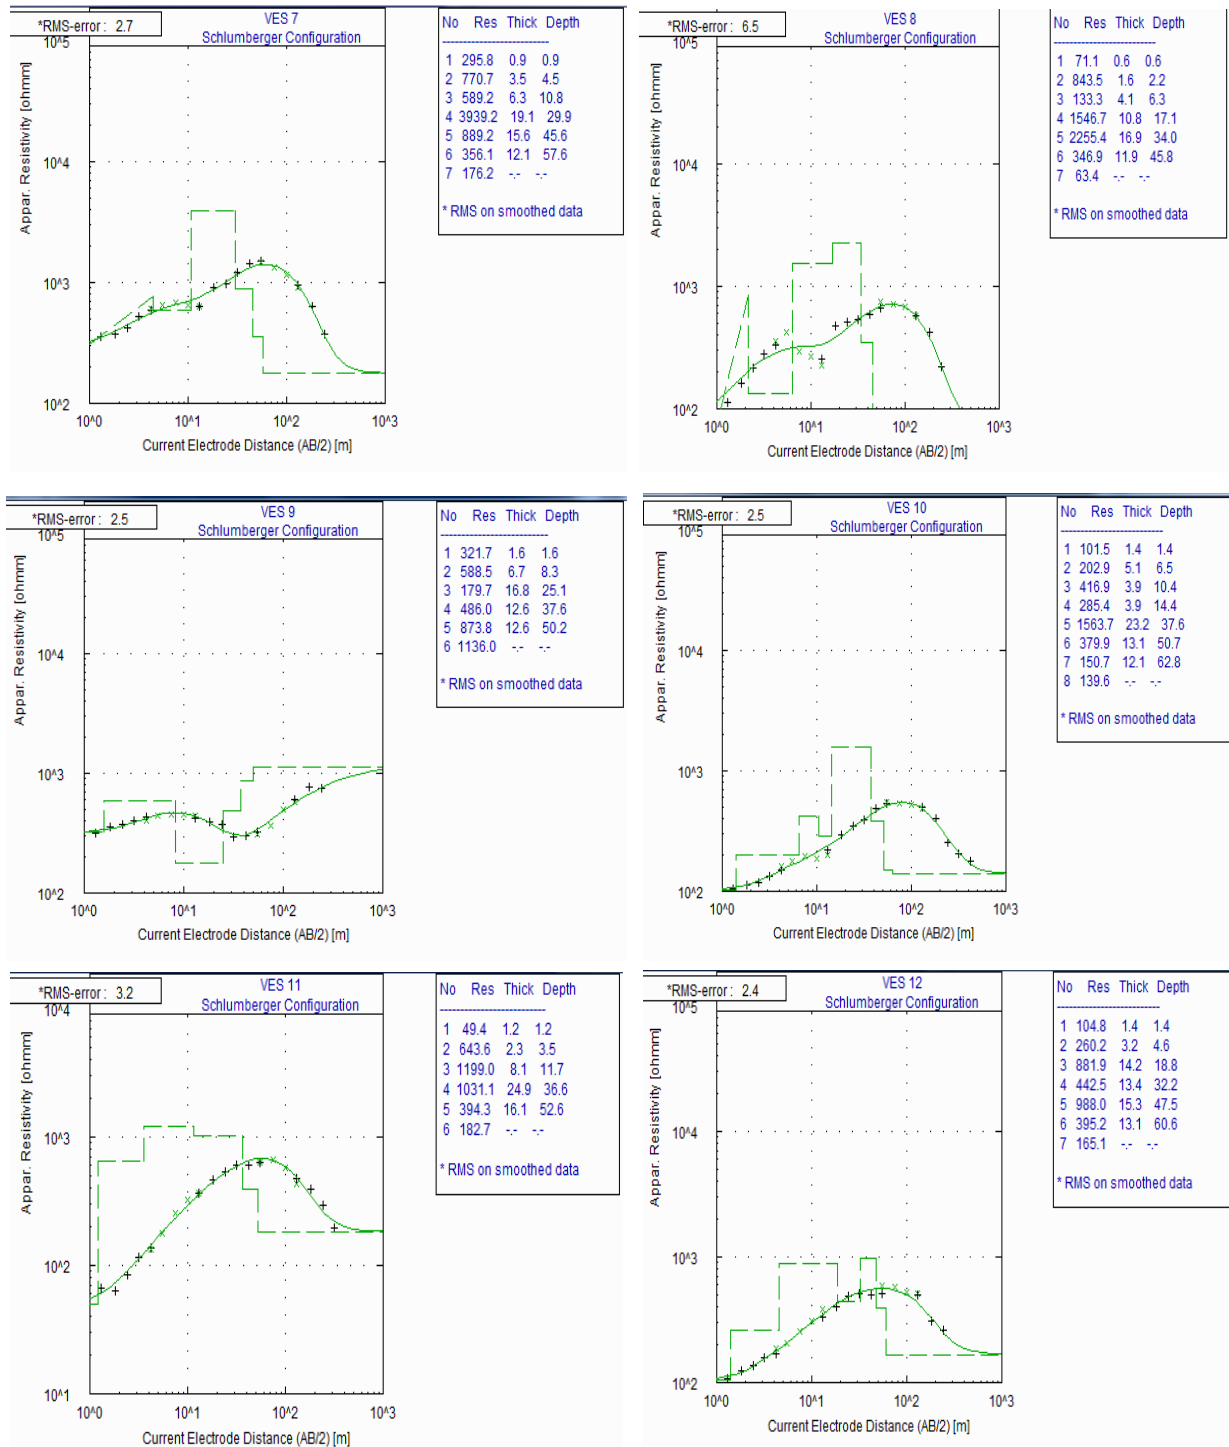 *RMS-error : 2.7
VES 7
Schlumberger Configuration
Appar. Resistivity [ohmm]
10^5
10^4
10^3
10^2
10^0 10^1 10^2 10^3
Current Electrode Distance (AB/2) [m]
No Res Thick Depth
1 295.8 0.9 0.9
2 770.7 3.5 4.5
3 589.2 6.3 10.8
4 3939.2 19.1 29.9
5 889.2 15.6 45.6
6 356.1 12.1 57.6
7 176.2 -.- -.-
* RMS on smoothed data
*RMS-error : 6.5
VES 8
Schlumberger Configuration
Appar. Resistivity [ohmm]
10^5
10^4
10^3
10^2
10^0 10^1 10^2 10^3
Current Electrode Distance (AB/2) [m]
No Res Thick Depth
1 71.1 0.6 0.6
2 843.5 1.6 2.2
3 133.3 4.1 6.3
4 1546.7 10.8 17.1
5 2255.4 16.9 34.0
6 346.9 11.9 45.8
7 63.4 -.- -.-
* RMS on smoothed data
*RMS-error : 2.5
VES 9
Schlumberger Configuration
Appar. Resistivity [ohmm]
10^5
10^4
10^3
10^2
10^0 10^1 10^2 10^3
Current Electrode Distance (AB/2) [m]
No Res Thick Depth
1 321.7 1.6 1.6
2 588.5 6.7 8.3
3 179.7 16.8 25.1
4 486.0 12.6 37.6
5 873.8 12.6 50.2
6 1136.0 -.- -.-
* RMS on smoothed data
*RMS-error : 2.5
VES 10
Schlumberger Configuration
Appar. Resistivity [ohmm]
10^5
10^4
10^3
10^2
10^0 10^1 10^2 10^3
Current Electrode Distance (AB/2) [m]
No Res Thick Depth
1 101.5 1.4 1.4
2 202.9 5.1 6.5
3 416.9 3.9 10.4
4 285.4 3.9 14.4
5 1563.7 23.2 37.6
6 379.9 13.1 50.7
7 150.7 12.1 62.8
8 139.6 -.- -.-
* RMS on smoothed data
*RMS-error : 3.2
VES 11
Schlumberger Configuration
Appar. Resistivity [ohmm]
10^4
10^3
10^2
10^1
10^0 10^1 10^2 10^3
Current Electrode Distance (AB/2) [m]
No Res Thick Depth
1 49.4 1.2 1.2
2 643.6 2.3 3.5
3 1199.0 8.1 11.7
4 1031.1 24.9 36.6
5 394.3 16.1 52.6
6 182.7 -.- -.-
* RMS on smoothed data
*RMS-error : 2.4
VES 12
Schlumberger Configuration
Appar. Resistivity [ohmm]
10^5
10^4
10^3
10^2
10^0 10^1 10^2 10^3
Current Electrode Distance (AB/2) [m]
No Res Thick Depth
1 104.8 1.4 1.4
2 260.2 3.2 4.6
3 881.9 14.2 18.8
4 442.5 13.4 32.2
5 988.0 15.3 47.5
6 395.2 13.1 60.6
7 165.1 -.- -.-
* RMS on smoothed data